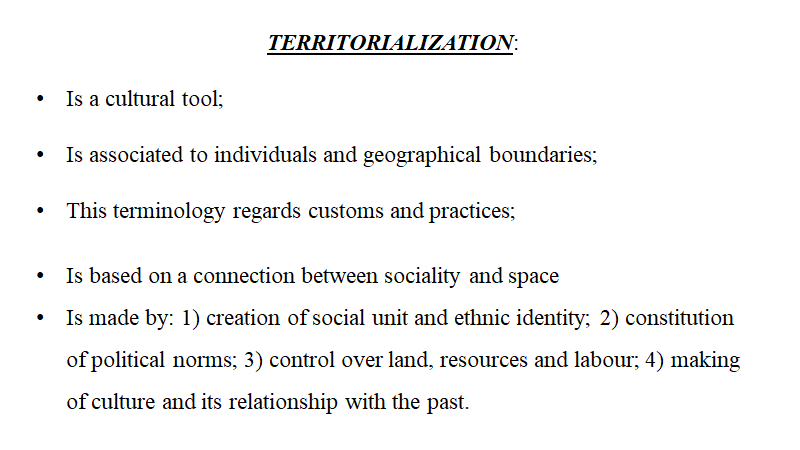 TERRITORIALIZATION:
• Is a cultural tool;
• Is associated to individuals and geographical boundaries;
• This terminology regards customs and practices;
• Is based on a connection between sociality and space
• Is made by: 1) creation of social unit and ethnic identity; 2) constitution
of political norms; 3) control over land, resources and labour; 4) making
of culture and its relationship with the past.